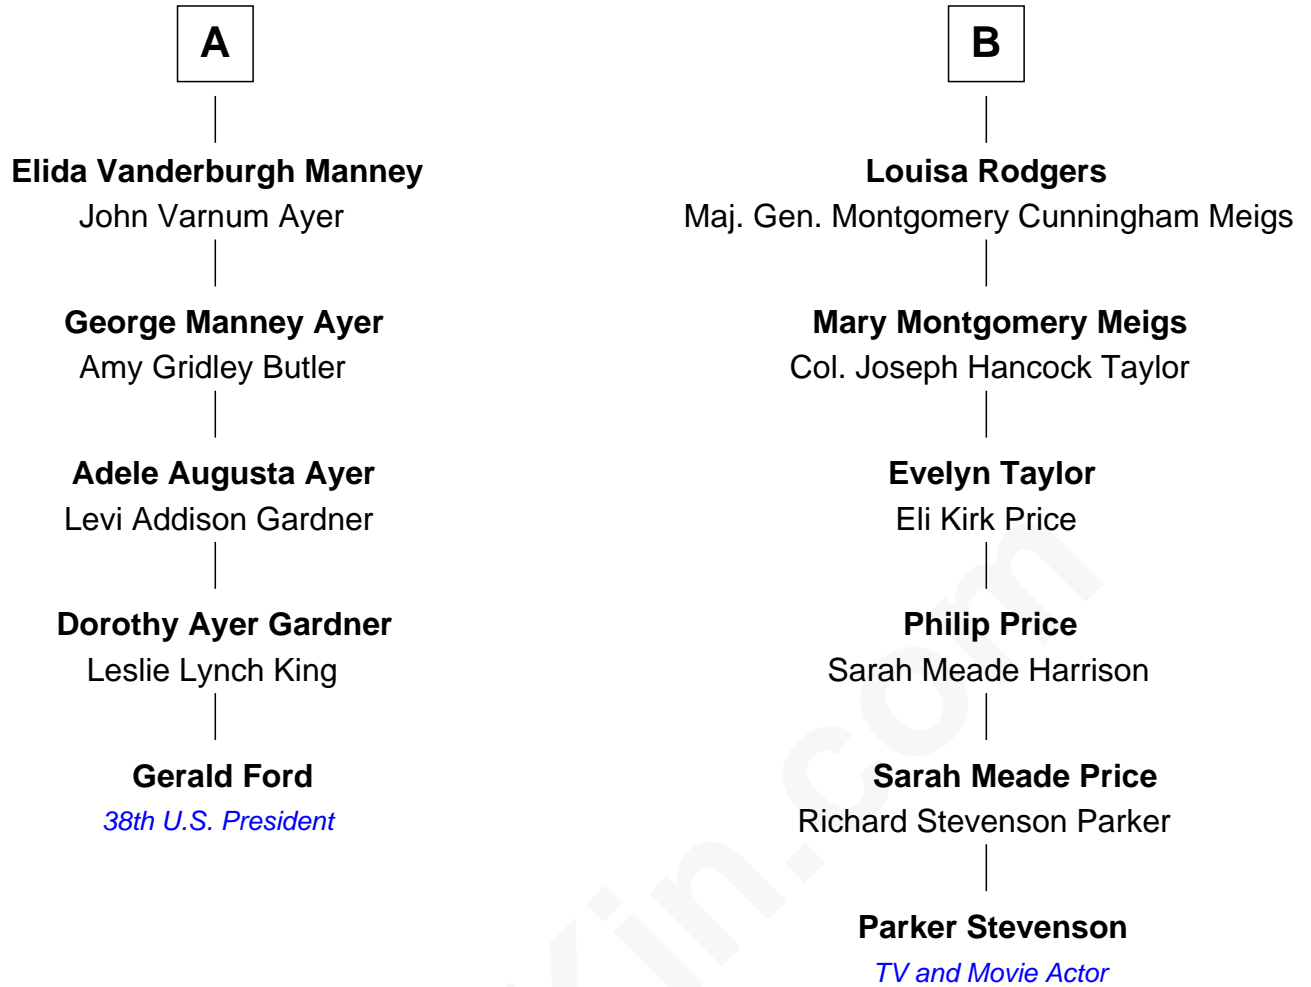 A
Elida Vanderburgh Manney
John Varnum Ayer
George Manney Ayer
Amy Gridley Butler
Adele Augusta Ayer
Levi Addison Gardner
Dorothy Ayer Gardner
Leslie Lynch King
Gerald Ford
38th U.S. President
B
Louisa Rodgers
Maj. Gen. Montgomery Cunningham Meigs
Mary Montgomery Meigs
Col. Joseph Hancock Taylor
Evelyn Taylor
Eli Kirk Price
Philip Price
Sarah Meade Harrison
Sarah Meade Price
Richard Stevenson Parker
Parker Stevenson
TV and Movie Actor
Kin.com